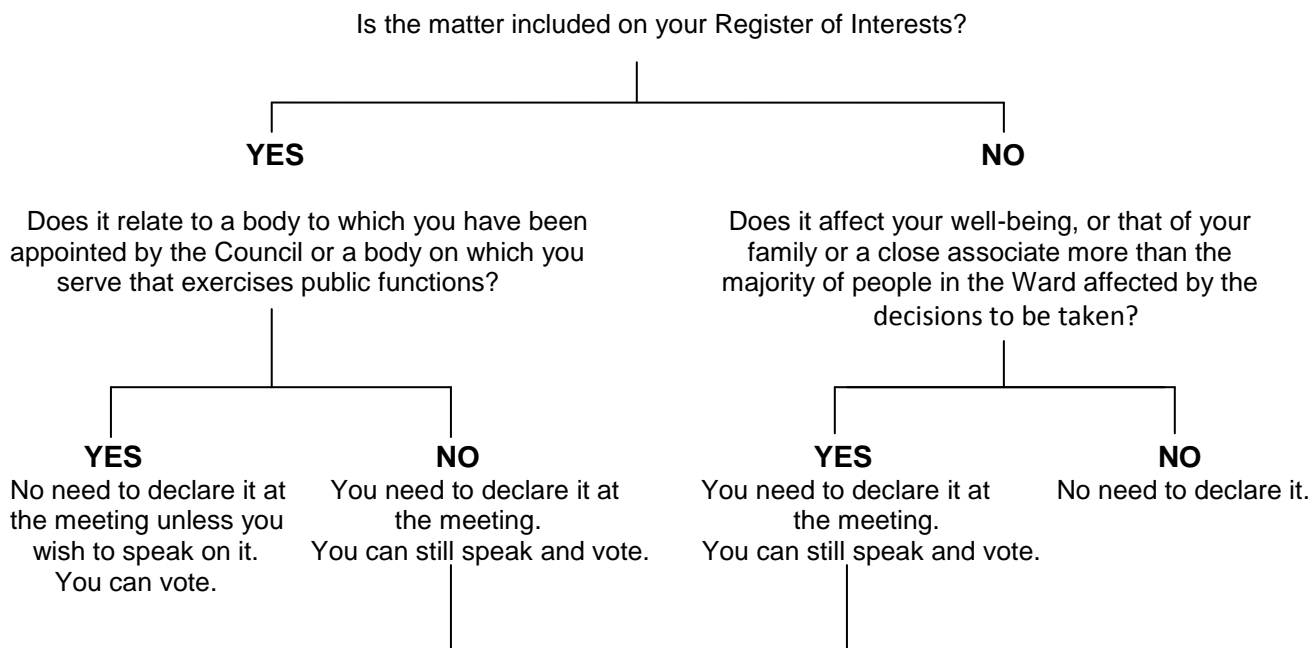 Is the matter included on your Register of Interests?
YES
NO
Does it relate to a body to which you have been
appointed by the Council or a body on which you
serve that exercises public functions?
Does it affect your well-being, or that of your
family or a close associate more than the
majority of people in the Ward affected by the
decisions to be taken?
YES
No need to declare it at
the meeting unless you
wish to speak on it.
You can vote.
NO
You need to declare it at
the meeting.
You can still speak and vote.
YES
You need to declare it at
the meeting.
You can still speak and vote.
NO
No need to declare it.